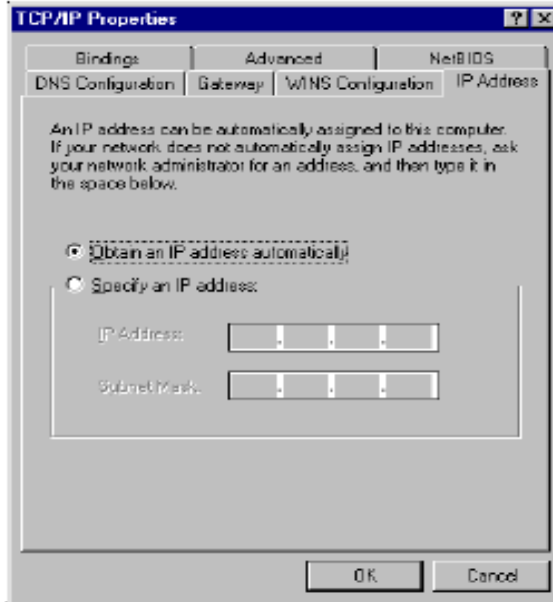 TCP/IP Properties
Bindings Advanced NetBIOS
DNS Configuration Gateway WINS Configuration IP Address
An IP address can be automatically assigned to this computer.
If your network does not automatically assign IP addresses, ask
your network administrator for an address, and then type it in
the space below.
Obtain an IP address automatically
Specify an IP address:
IP Address:
Subnet Mask:
OK Cancel